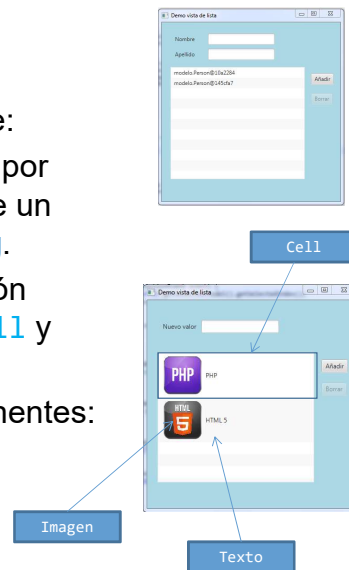 e:
por
e un
.
ón
ll y
nentes:
Demo vista de lista
Nombre
Apellido
modelo.Person@10a2284
modelo.Person@145cfa7
Añadir
Borrar
Cell
Demo vista de lista
Nuevo valor
PHP
PHP
Añadir
Borrar
HTML
5
HTML 5
Imagen
Texto